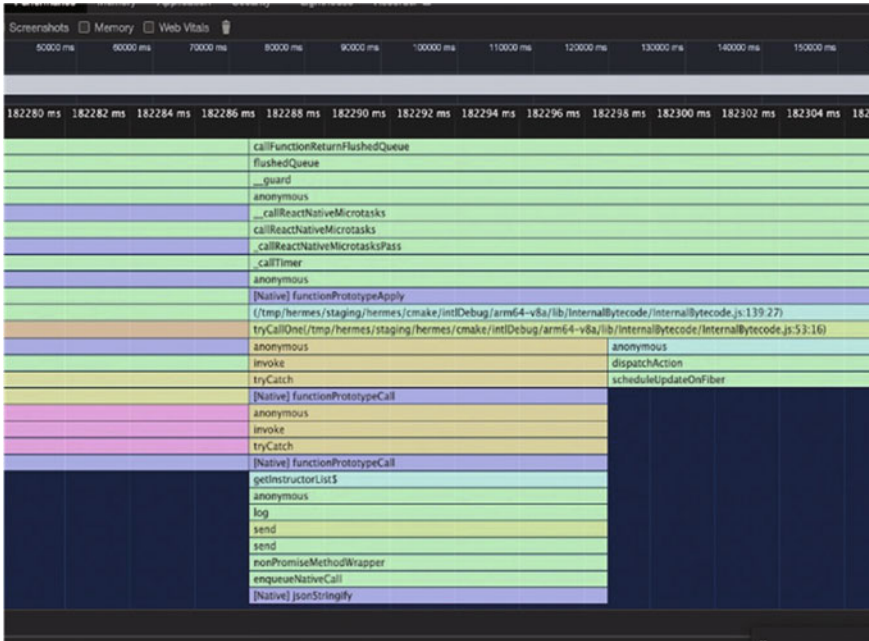 Screenshots Memory Web Vitals
50000 ms 60000 ms 70000 ms 80000 ms 90000 ms 100000 ms 110000 ms 120000 ms 130000 ms 140000 ms 150000 ms
182280 ms 182282 ms 182284 ms 182286 ms 182288 ms 182290 ms 182292 ms 182294 ms 182296 ms 182298 ms 182300 ms 182302 ms 182304 ms 182
callFunctionReturnFlushedQueue
flushedQueue
__guard
anonymous
__callReactNativeMicrotasks
callReactNativeMicrotasks
_callReactNativeMicrotasksPass
_callTimer
anonymous
[Native] functionPrototypeApply
(/tmp/hermes/staging/hermes/cmake/intlDebug/arm64-v8a/lib/InternalBytecode/InternalBytecode.js:139:27)
tryCallOne(/tmp/hermes/staging/hermes/cmake/intlDebug/arm64-v8a/lib/InternalBytecode/InternalBytecode.js:53:16)
anonymous anonymous
invoke dispatchAction
tryCatch scheduleUpdateOnFiber
[Native] functionPrototypeCall
anonymous
invoke
tryCatch
[Native] functionPrototypeCall
getInstructorList$
anonymous
log
send
send
nonPromiseMethodWrapper
enqueueNativeCall
[Native] jsonStringify